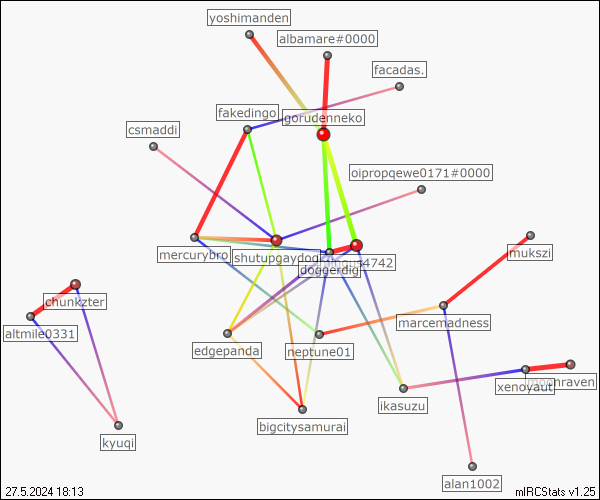 yoshimanden
albamare#0000
facadas.
fakedingo
gorudenneko
csmaddi
oipropqewe0171#0000
mercurybro
shutupgaydog
4742
doggerdig
mukszi
chunkzter
altmile0331
marcemadness
edgepanda
neptune01
xenoyaut
moonraven
ikasuzu
bigcitysamurai
kyuqi
alan1002
27.5.2024 18:13
mIRCStats v1.25